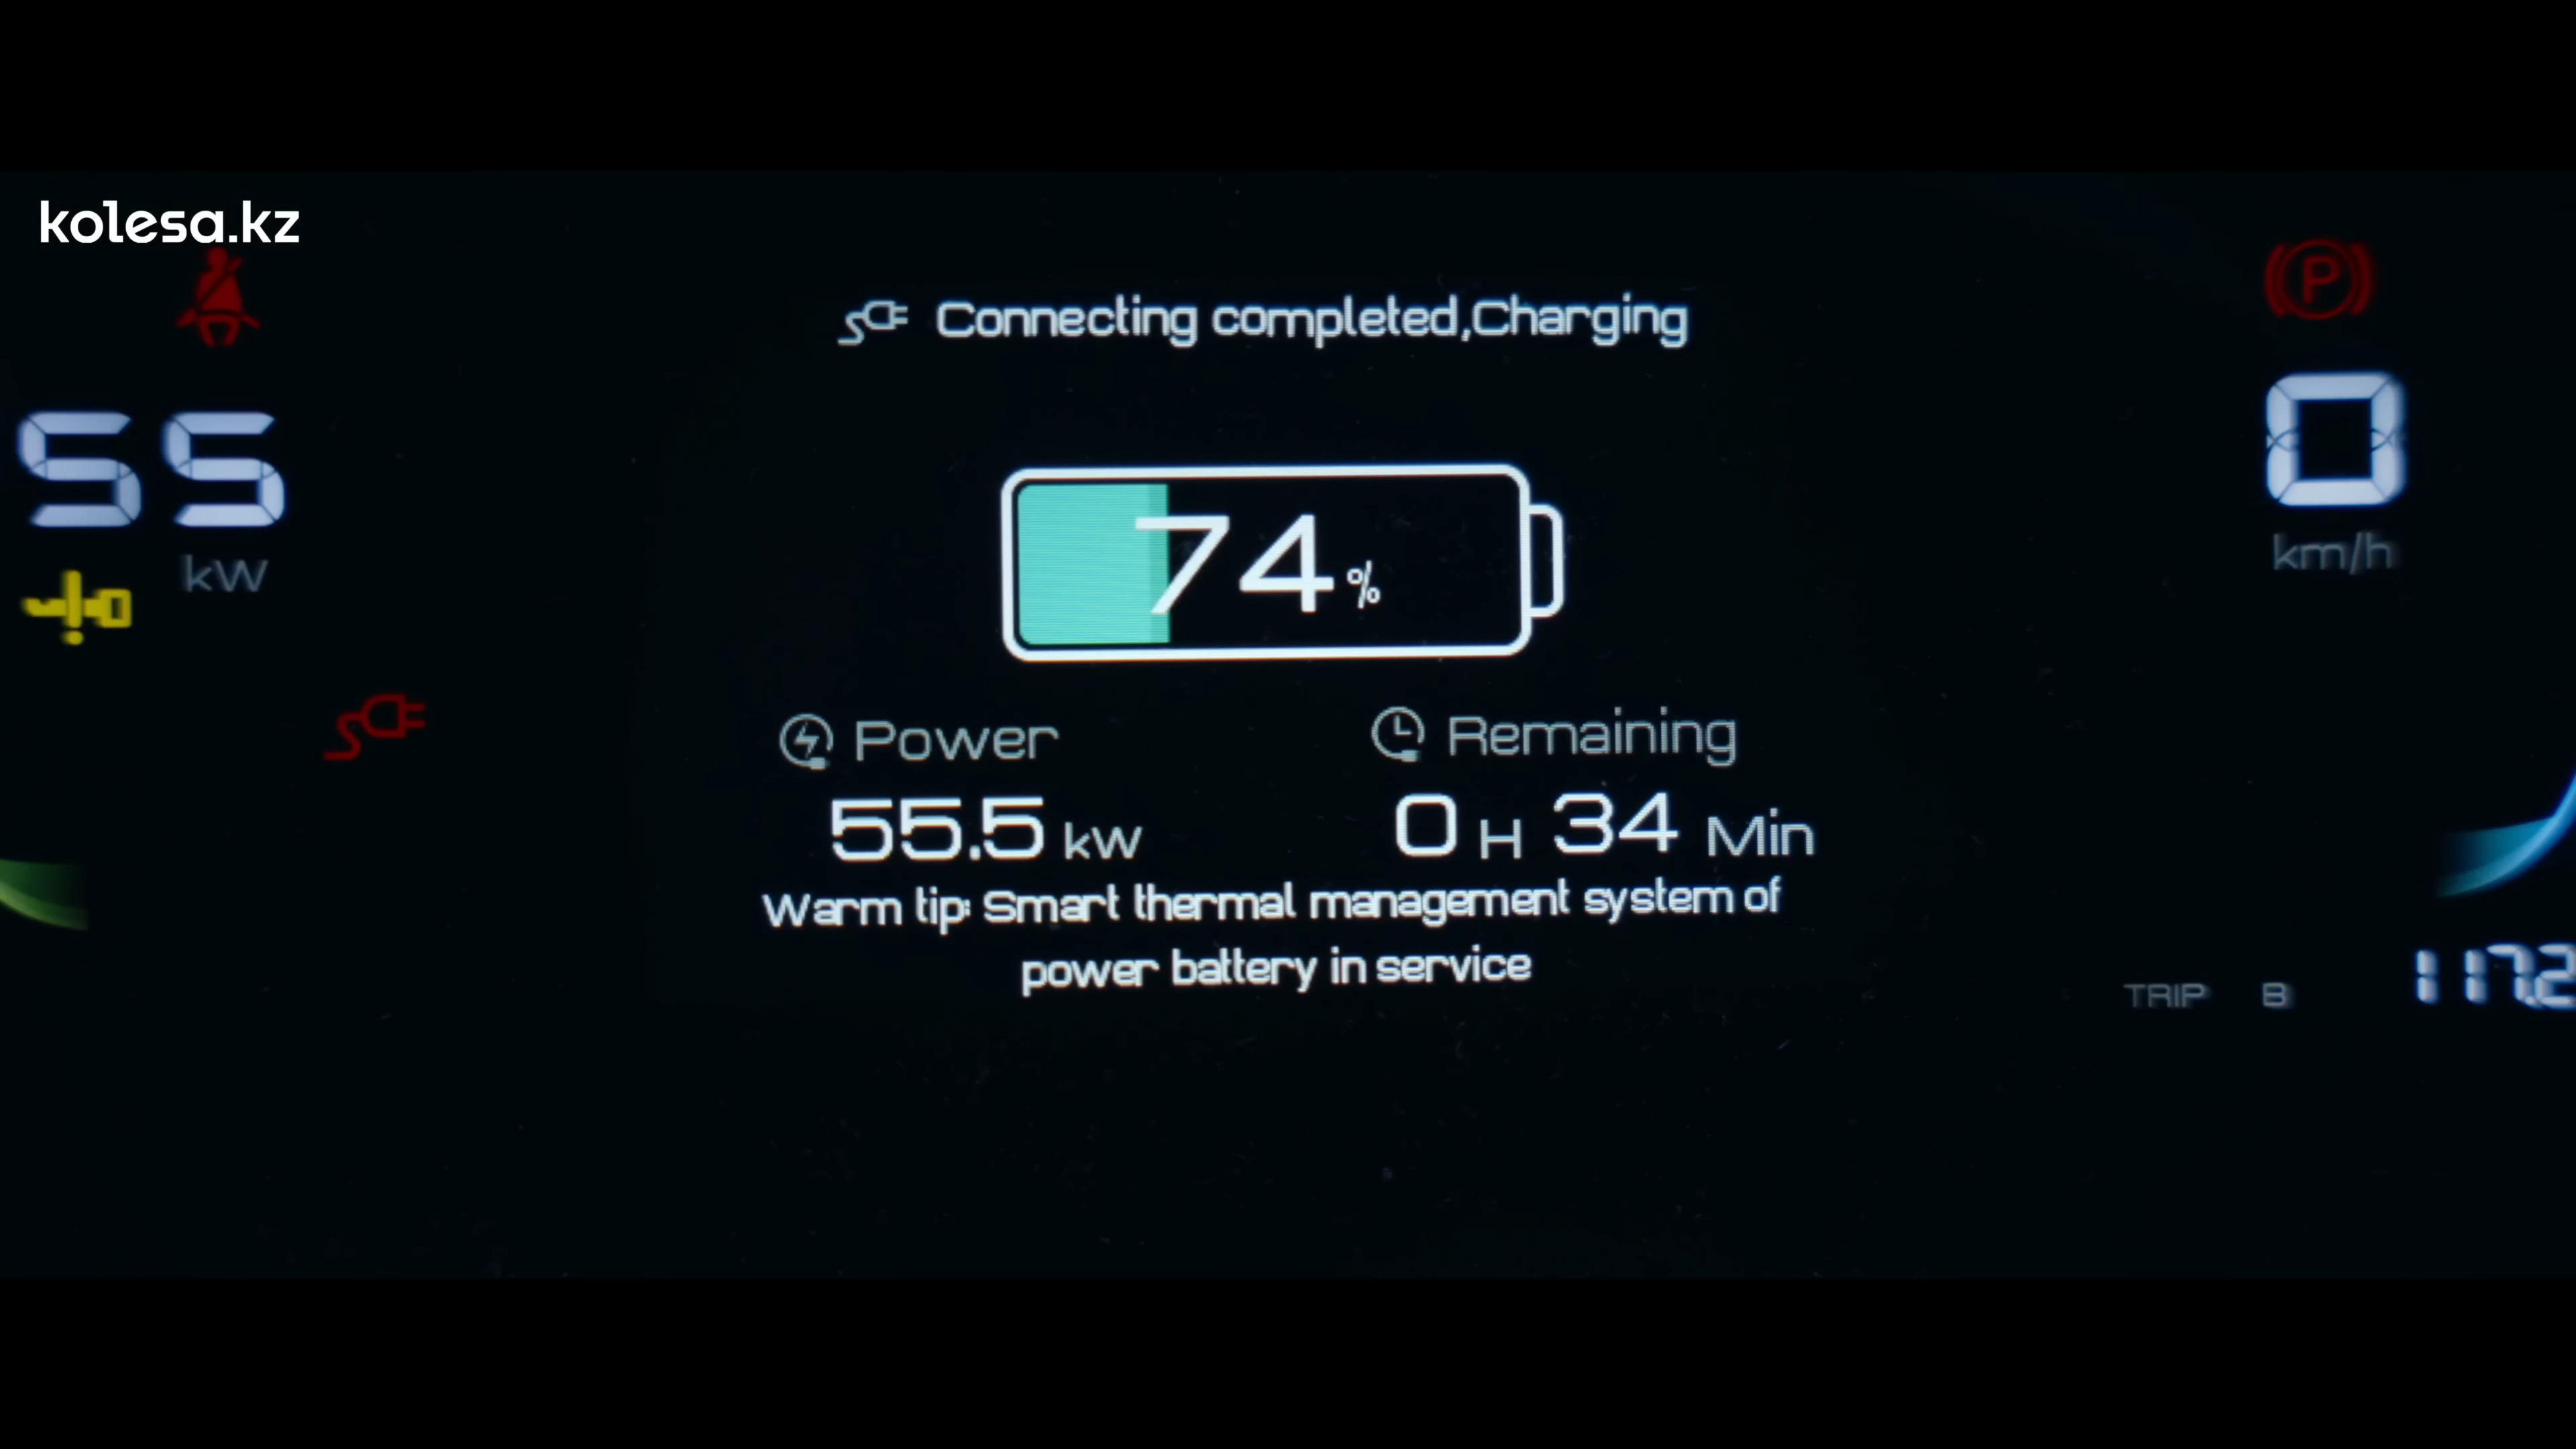 kolesa.kz
Connecting completed,Charging
55
kW
74%
0
km/h
Power
55.5 kW
Remaining
0 H 34 Min
Warm tip: Smart thermal management system of
power battery in service
TRIP B
P